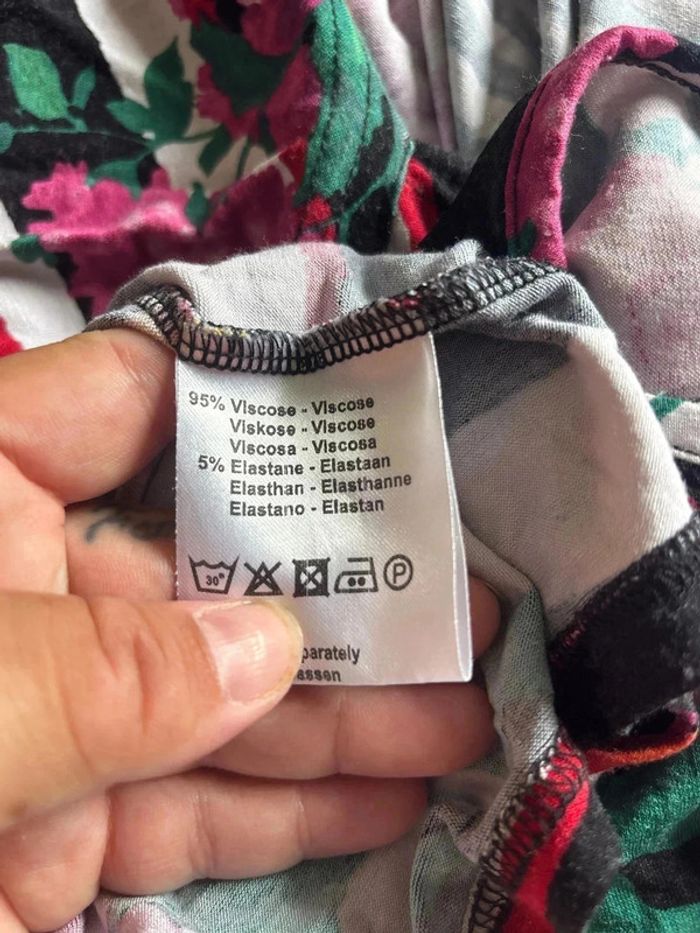 95% Viscose - Viscose
Viskose - Viscose
Viscosa - Viscosa
5% Elastane - Elastaan
Elasthan - Elasthanne
Elastano - Elastan
30°
P
parately
assen